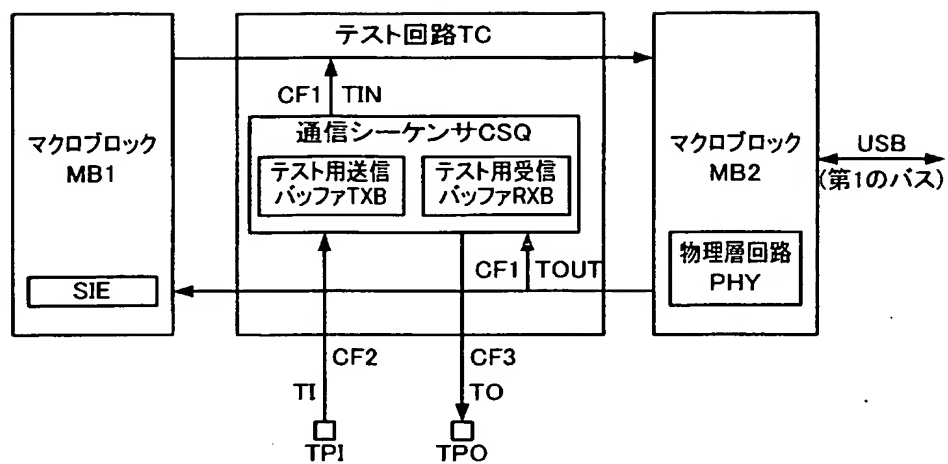 テスト回路TC
CF1 TIN
マクロブロック
MB1
通信シーケンサCSQ
テスト用送信
バッファTXB
テスト用受信
バッファRXB
マクロブロック
MB2
USB
(第1のバス)
SIE
CF1 TOUT
物理層回路
PHY
CF2
TI
CF3
TO
TPI
TPO